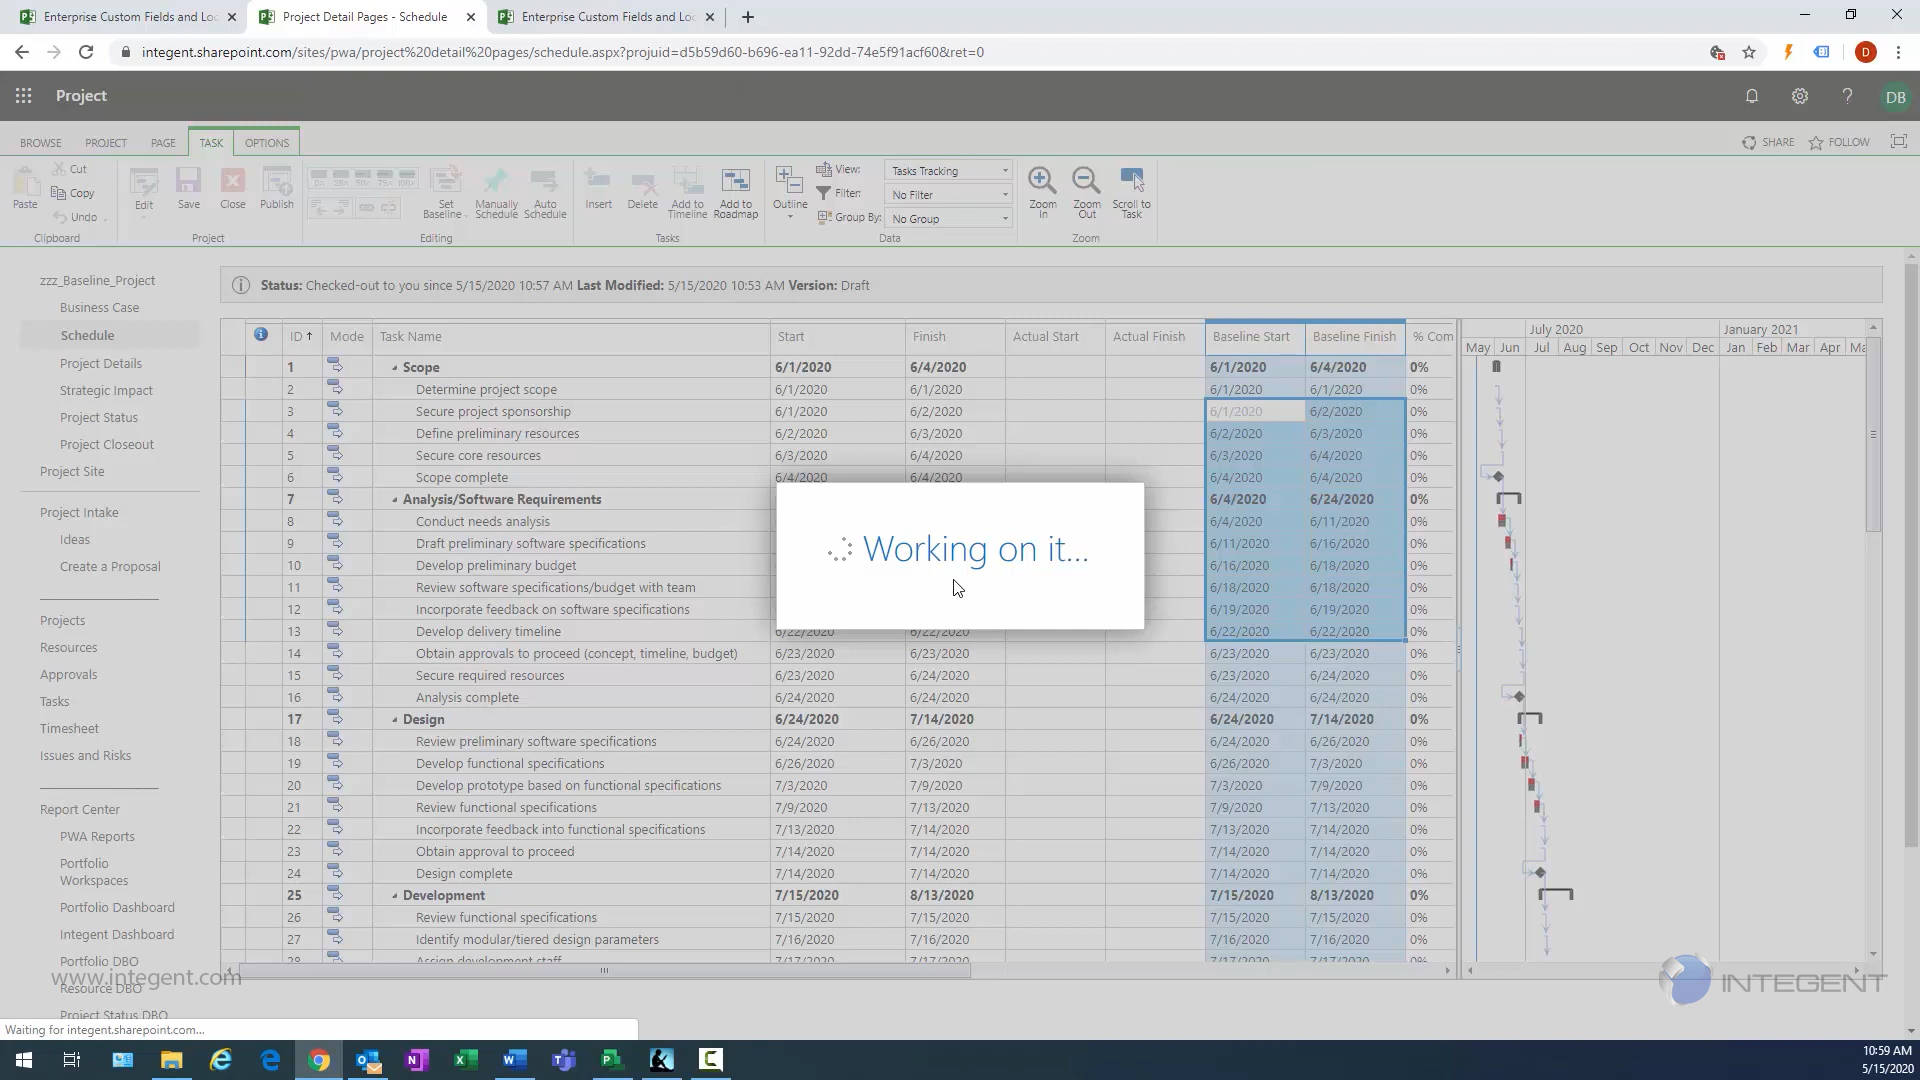 Enterprise Custom Fields and Loc
Project Detail Pages - Schedule
Enterprise Custom Fields and Loc
integent.sharepoint.com/sites/pwa/project%20detail%20pages/schedule.aspx?projuid=d5b59d60-b696-ea11-92dd-74e5f91acf60&ret=0
D
Project
DB
BROWSE PROJECT PAGE TASK OPTIONS
SHARE FOLLOW
Paste Cut Copy Undo
Clipboard
Edit Save Close Publish
Project
0% 25% 50% 75% 100%
Set Baseline Manually Schedule Auto Schedule
Editing
Insert Delete Add to Timeline Add to Roadmap
Tasks
Outline
View: Tasks Tracking
Filter: No Filter
Group By: No Group
Data
Zoom In Zoom Out Scroll to Task
Zoom
zzz_Baseline_Project
Business Case
Schedule
Project Details
Strategic Impact
Project Status
Project Closeout
Project Site
Project Intake
Ideas
Create a Proposal
Projects
Resources
Approvals
Tasks
Timesheet
Issues and Risks
Report Center
PWA Reports
Portfolio
Workspaces
Portfolio Dashboard
Integent Dashboard
Portfolio DBO
www.integent.com
Resource DBO
Project Status DBO
Status: Checked-out to you since 5/15/2020 10:57 AM Last Modified: 5/15/2020 10:53 AM Version: Draft
ID Mode Task Name Start Finish Actual Start Actual Finish Baseline Start Baseline Finish % Com
July 2020 January 2021
May Jun Jul Aug Sep Oct Nov Dec Jan Feb Mar Apr Ma
1 Scope 6/1/2020 6/4/2020 6/1/2020 6/4/2020 0%
2 Determine project scope 6/1/2020 6/1/2020 6/1/2020 6/1/2020 0%
3 Secure project sponsorship 6/1/2020 6/2/2020 6/1/2020 6/2/2020 0%
4 Define preliminary resources 6/2/2020 6/3/2020 6/2/2020 6/3/2020 0%
5 Secure core resources 6/3/2020 6/4/2020 6/3/2020 6/4/2020 0%
6 Scope complete 6/4/2020 6/4/2020 6/4/2020 6/4/2020 0%
7 Analysis/Software Requirements 6/4/2020 6/24/2020 0%
8 Conduct needs analysis 6/4/2020 6/11/2020 0%
9 Draft preliminary software specifications 6/11/2020 6/16/2020 0%
10 Develop preliminary budget 6/16/2020 6/18/2020 0%
11 Review software specifications/budget with team 6/18/2020 6/18/2020 0%
12 Incorporate feedback on software specifications 6/19/2020 6/19/2020 0%
13 Develop delivery timeline 6/22/2020 6/22/2020 6/22/2020 6/22/2020 0%
14 Obtain approvals to proceed (concept, timeline, budget) 6/23/2020 6/23/2020 6/23/2020 6/23/2020 0%
15 Secure required resources 6/23/2020 6/24/2020 6/23/2020 6/24/2020 0%
16 Analysis complete 6/24/2020 6/24/2020 6/24/2020 6/24/2020 0%
17 Design 6/24/2020 7/14/2020 6/24/2020 7/14/2020 0%
18 Review preliminary software specifications 6/24/2020 6/26/2020 6/24/2020 6/26/2020 0%
19 Develop functional specifications 6/26/2020 7/3/2020 6/26/2020 7/3/2020 0%
20 Develop prototype based on functional specifications 7/3/2020 7/9/2020 7/3/2020 7/9/2020 0%
21 Review functional specifications 7/9/2020 7/13/2020 7/9/2020 7/13/2020 0%
22 Incorporate feedback into functional specifications 7/13/2020 7/14/2020 7/13/2020 7/14/2020 0%
23 Obtain approval to proceed 7/14/2020 7/14/2020 7/14/2020 7/14/2020 0%
24 Design complete 7/14/2020 7/14/2020 7/14/2020 7/14/2020 0%
25 Development 7/15/2020 8/13/2020 7/15/2020 8/13/2020 0%
26 Review functional specifications 7/15/2020 7/15/2020 7/15/2020 7/15/2020 0%
27 Identify modular/tiered design parameters 7/16/2020 7/16/2020 7/16/2020 7/16/2020 0%
28 Assign development staff 7/17/2020 7/17/2020 7/17/2020 7/17/2020 0%
Working on it...
INTEGENT
Waiting for integent.sharepoint.com...
10:59 AM
5/15/2020